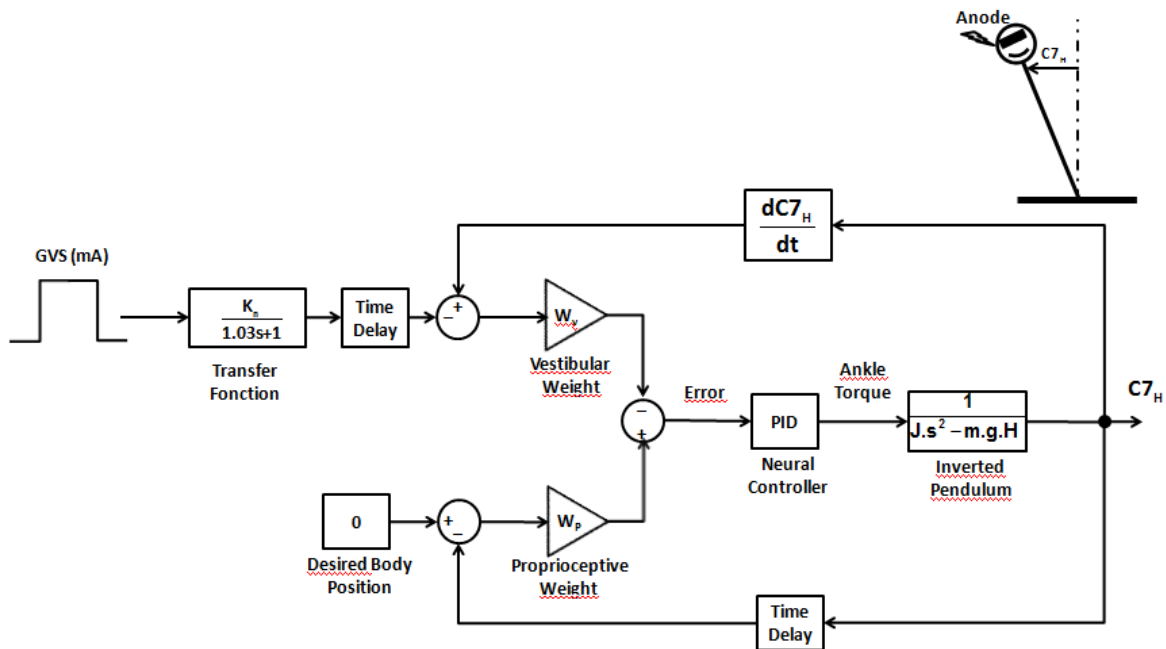 Anode
C7H
dC7H
dt
GVS (mA)
Kn
1.03s+1
Time
Delay
− +
Transfer
Fonction
Wv
Vestibular
Weight
−
+
Error
PID
Neural
Controller
Ankle
Torque
1
J.s² − m.g.H
Inverted
Pendulum
C7H
0
Desired Body
Position
+ −
WP
Proprioceptive
Weight
Time
Delay